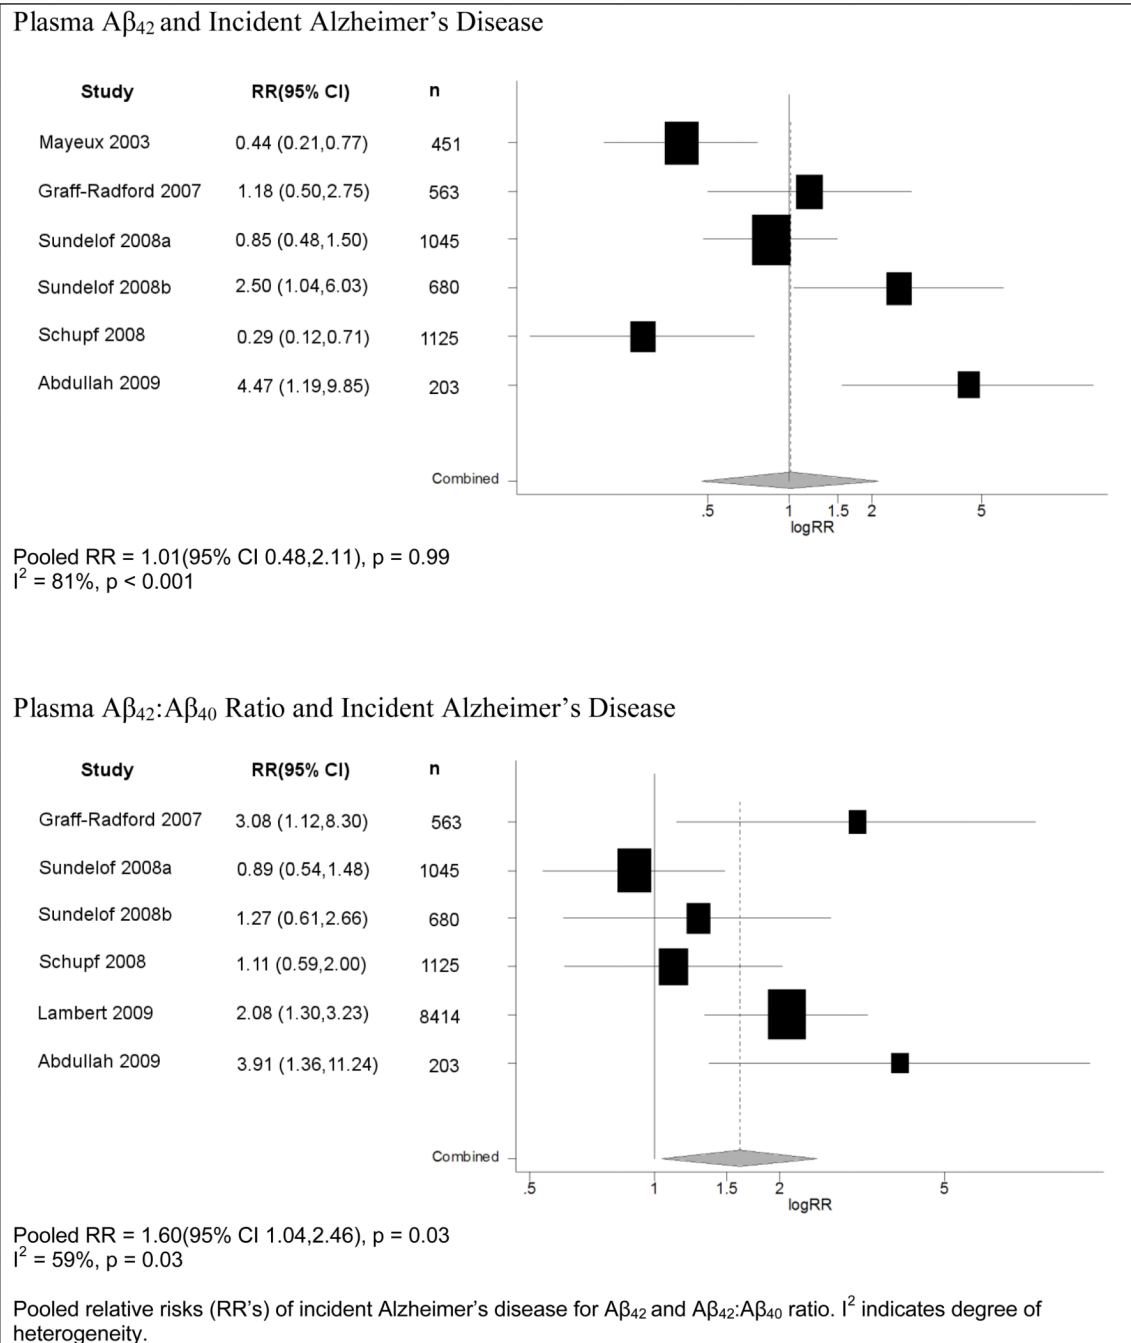 Plasma Aβ₄₂ and Incident Alzheimer’s Disease
Study RR(95% CI) n
Mayeux 2003 0.44 (0.21,0.77) 451
Graff-Radford 2007 1.18 (0.50,2.75) 563
Sundelof 2008a 0.85 (0.48,1.50) 1045
Sundelof 2008b 2.50 (1.04,6.03) 680
Schupf 2008 0.29 (0.12,0.71) 1125
Abdullah 2009 4.47 (1.19,9.85) 203
Combined
.5 1 1.5 2 5
logRR
Pooled RR = 1.01(95% CI 0.48,2.11), p = 0.99
I² = 81%, p < 0.001
Plasma Aβ₄₂:Aβ₄₀ Ratio and Incident Alzheimer’s Disease
Study RR(95% CI) n
Graff-Radford 2007 3.08 (1.12,8.30) 563
Sundelof 2008a 0.89 (0.54,1.48) 1045
Sundelof 2008b 1.27 (0.61,2.66) 680
Schupf 2008 1.11 (0.59,2.00) 1125
Lambert 2009 2.08 (1.30,3.23) 8414
Abdullah 2009 3.91 (1.36,11.24) 203
Combined
.5 1 1.5 2 5
logRR
Pooled RR = 1.60(95% CI 1.04,2.46), p = 0.03
I² = 59%, p = 0.03
Pooled relative risks (RR’s) of incident Alzheimer’s disease for Aβ₄₂ and Aβ₄₂:Aβ₄₀ ratio. I² indicates degree of
heterogeneity.